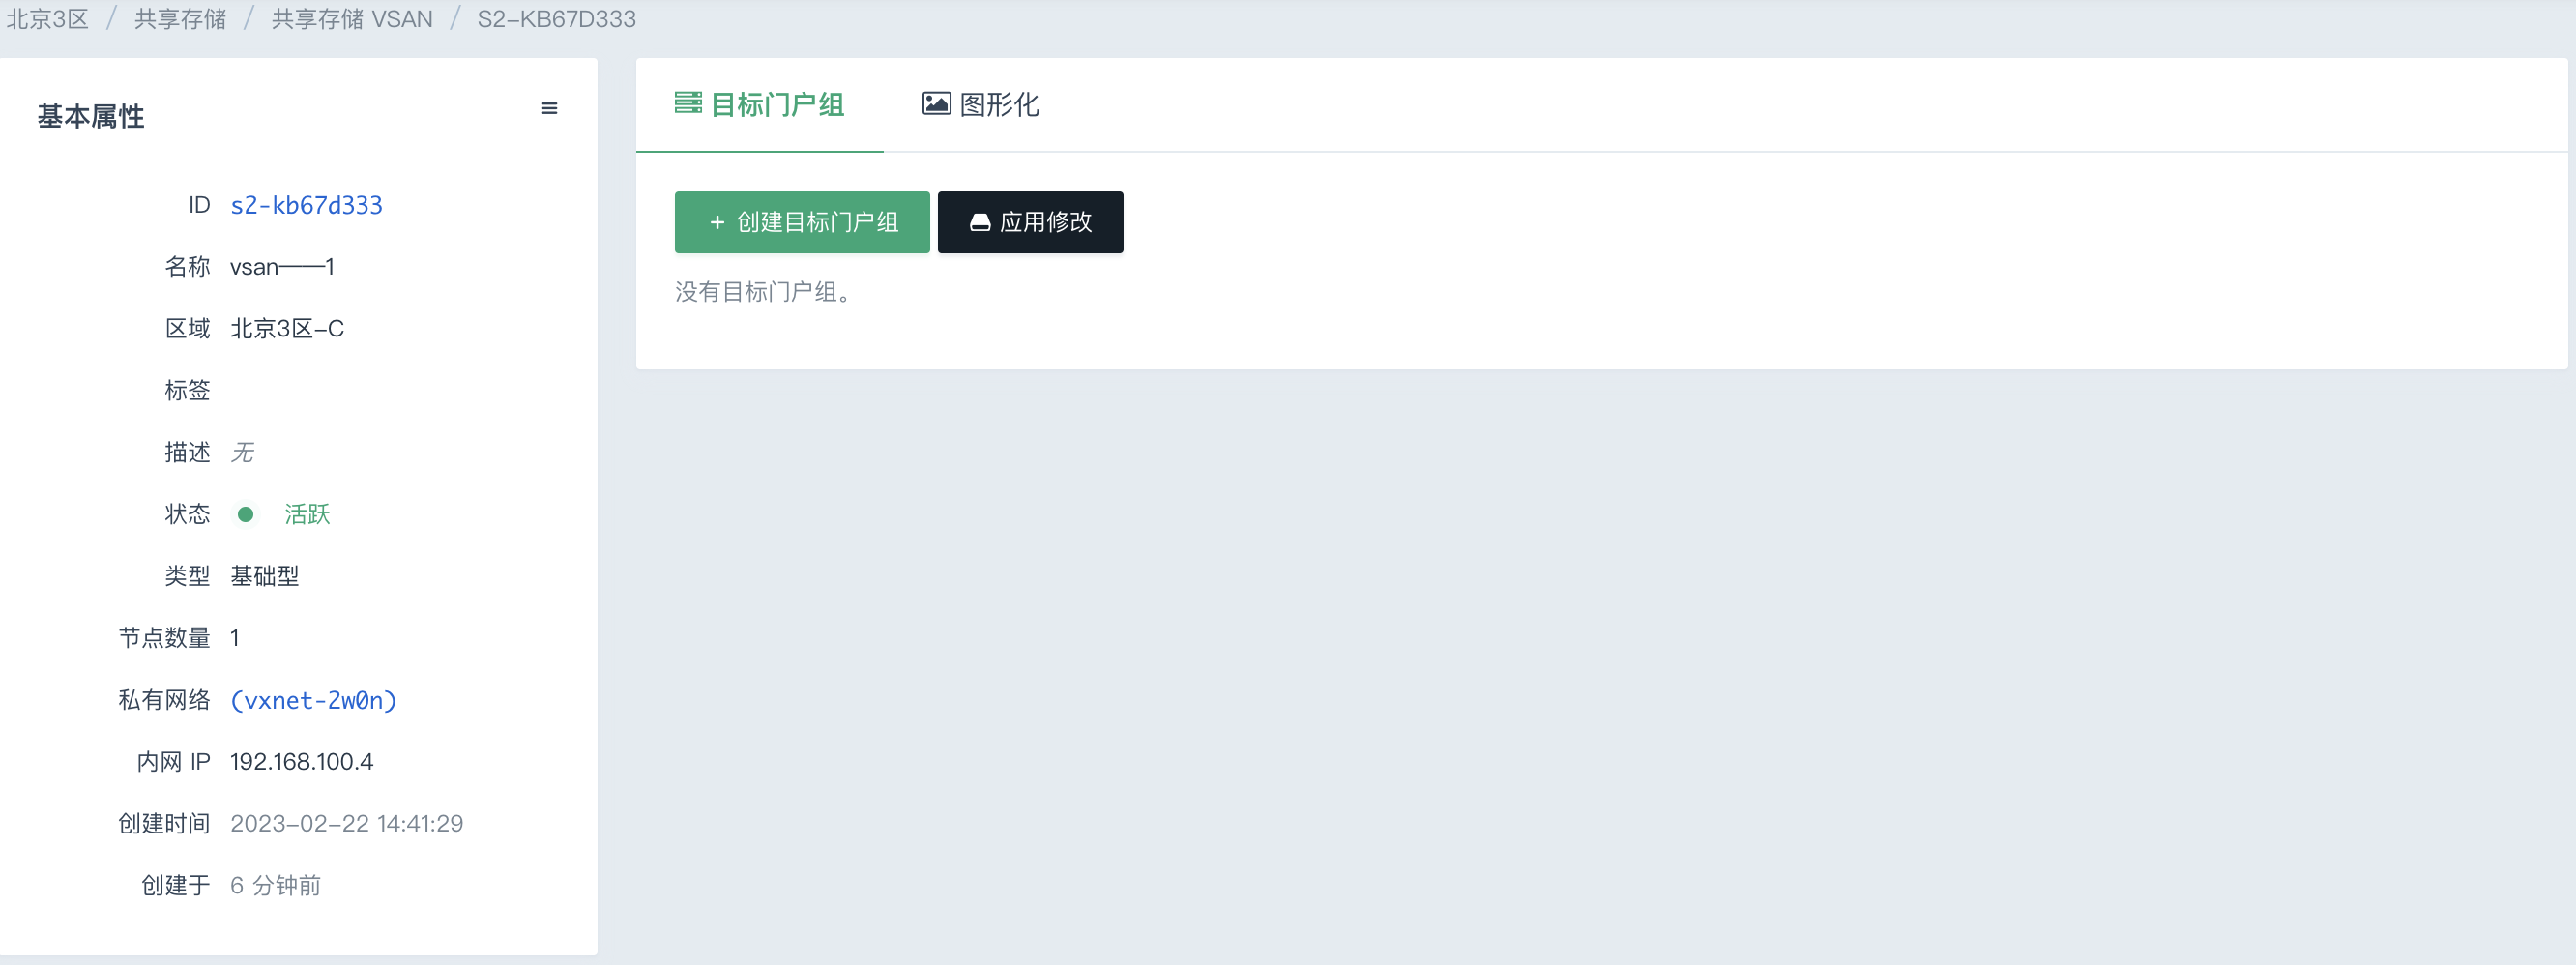 北京3区 / 共享存储 / 共享存储 VSAN / S2-KB67D333
基本属性
ID s2-kb67d333
名称 vsan——1
区域 北京3区-C
标签
描述 无
状态 活跃
类型 基础型
节点数量 1
私有网络 (vxnet-2w0n)
内网 IP 192.168.100.4
创建时间 2023-02-22 14:41:29
创建于 6 分钟前
目标门户组 图形化
+ 创建目标门户组 应用修改
没有目标门户组。